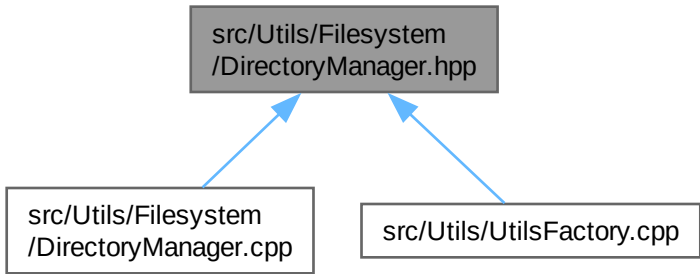 src/Utils/Filesystem
/DirectoryManager.hpp
src/Utils/Filesystem
/DirectoryManager.cpp
src/Utils/UtilsFactory.cpp